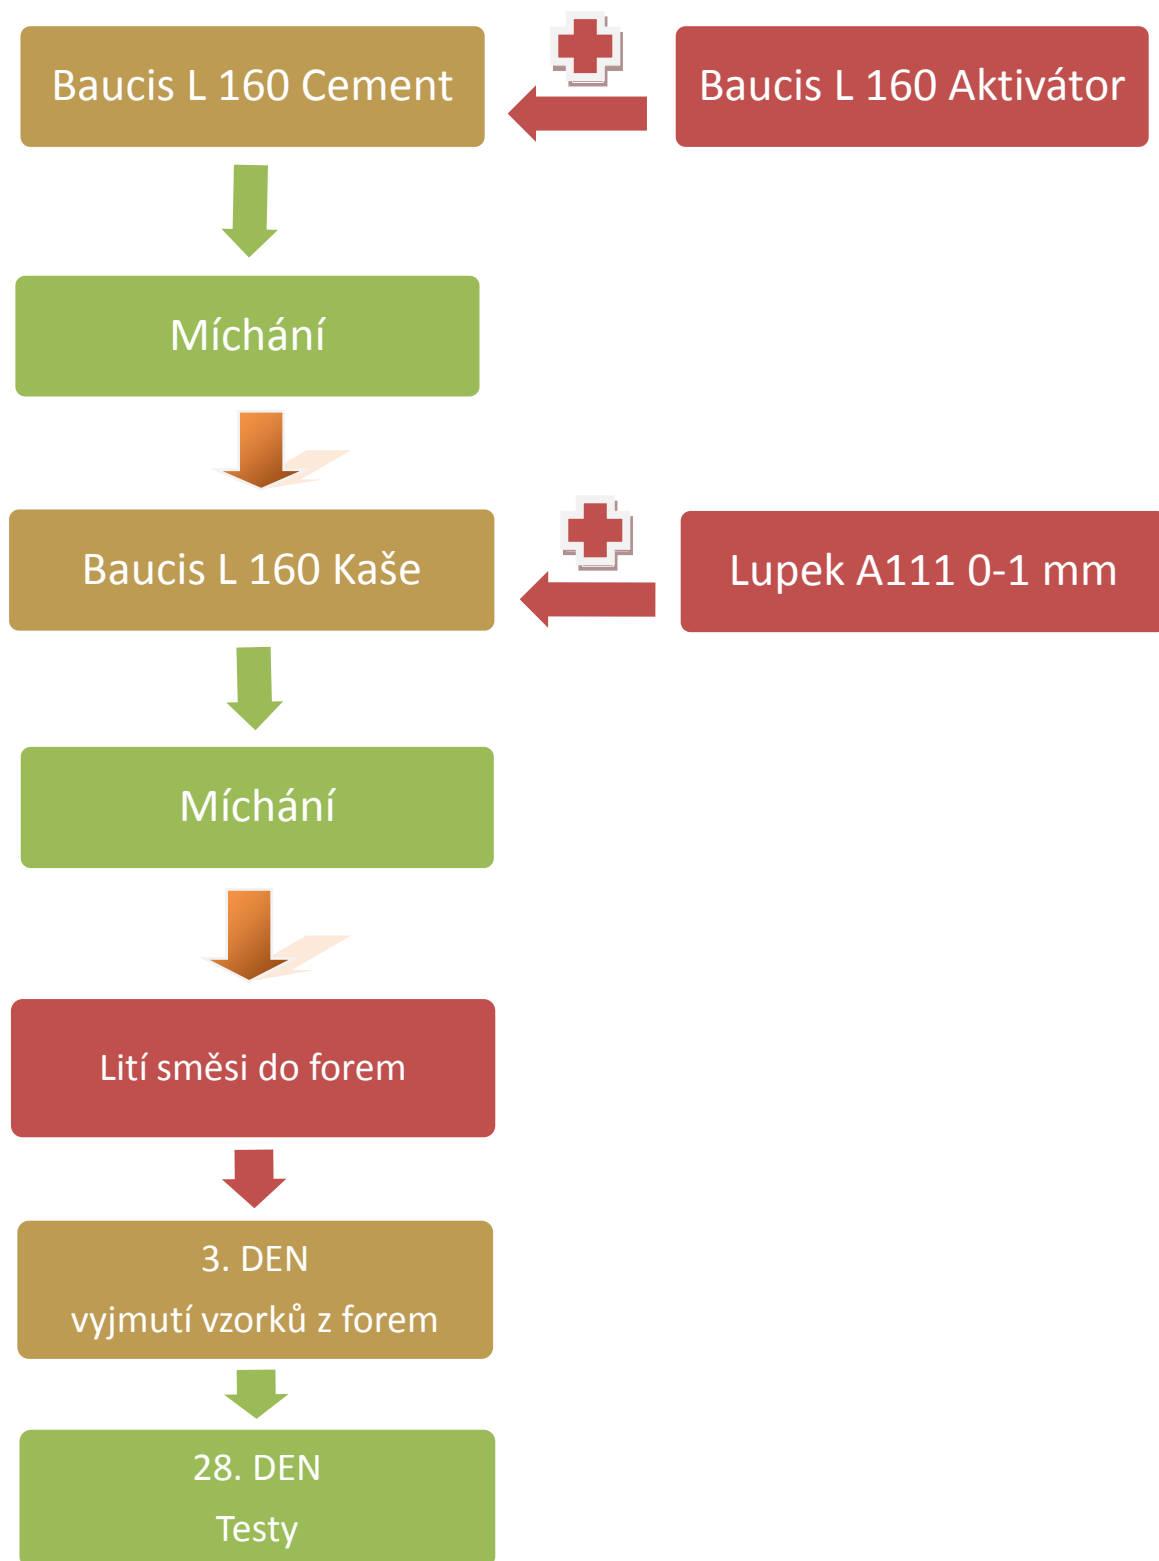 Baucis L 160 Cement
Baucis L 160 Aktivátor
Míchání
Baucis L 160 Kaše
Lupek A111 0-1 mm
Míchání
Lití směsi do forem
3. DEN
vyjmutí vzorků z forem
28. DEN
Testy